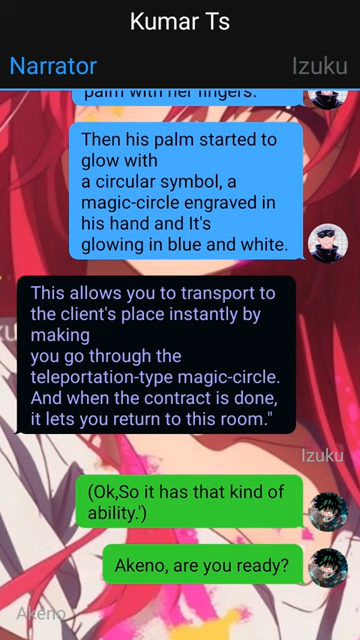 Kumar Ts
Narrator
Izuku
palm with her fingers.
Then his palm started to
glow with
a circular symbol, a
magic-circle engraved in
his hand and It's
glowing in blue and white.
This allows you to transport to
the client's place instantly by
making
you go through the
teleportation-type magic-circle.
And when the contract is done,
it lets you return to this room."
Izuku
(Ok,So it has that kind of
ability.')
Akeno, are you ready?
Akeno